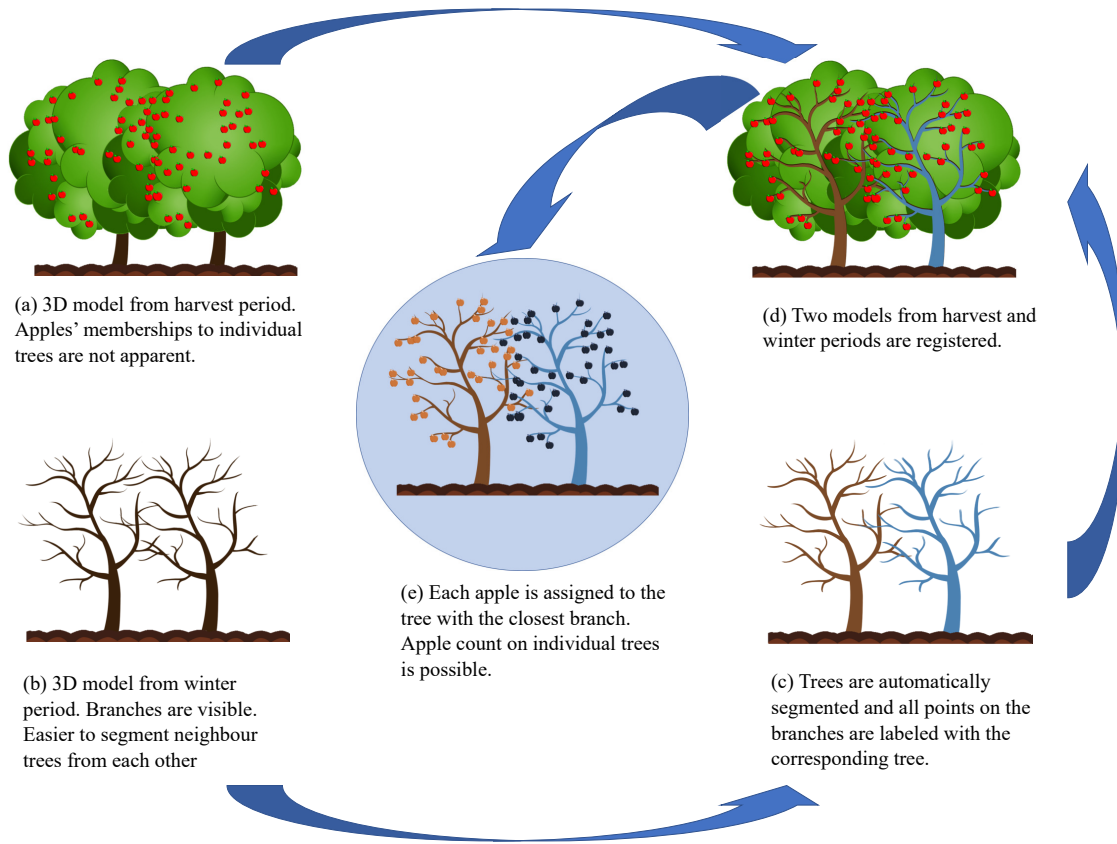 (a) 3D model from harvest period.
Apples’ memberships to individual
trees are not apparent.
(d) Two models from harvest and
winter periods are registered.
(e) Each apple is assigned to the
tree with the closest branch.
Apple count on individual trees
is possible.
(b) 3D model from winter
period. Branches are visible.
Easier to segment neighbour
trees from each other
(c) Trees are automatically
segmented and all points on the
branches are labeled with the
corresponding tree.